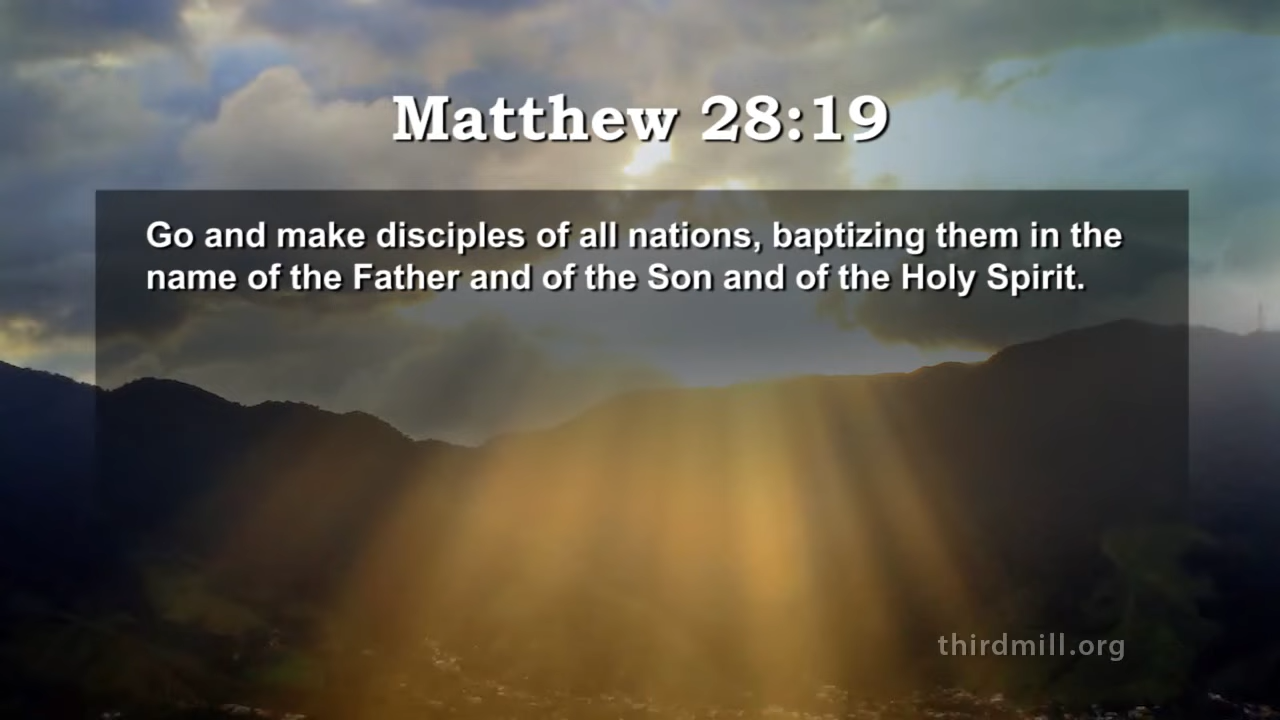 Matthew 28:19
Go and make disciples of all nations, baptizing them in the
name of the Father and of the Son and of the Holy Spirit.
thirdmill.org